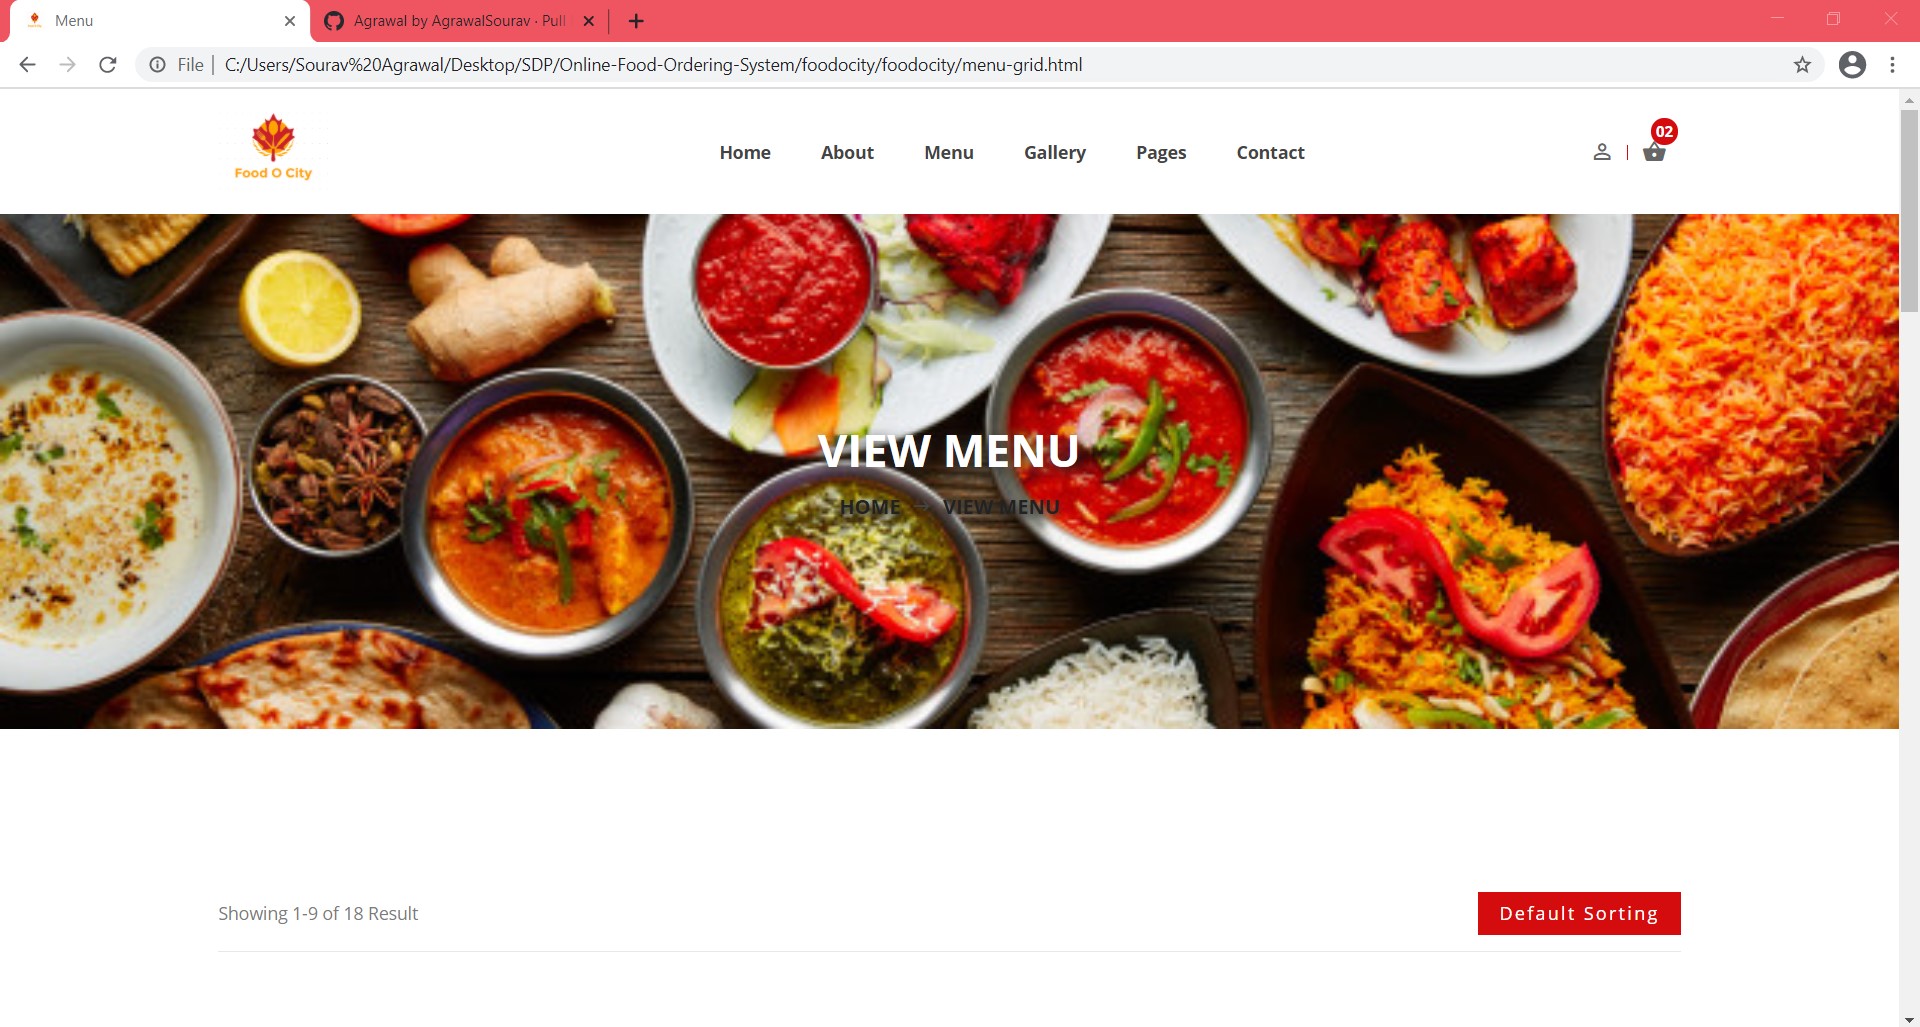 Menu
Agrawal by AgrawalSourav · Pull
File
C:/Users/Sourav%20Agrawal/Desktop/SDP/Online-Food-Ordering-System/foodocity/foodocity/menu-grid.html
Food O City
Home About Menu Gallery Pages Contact
02
VIEW MENU
HOME → VIEW MENU
Showing 1-9 of 18 Result
Default Sorting